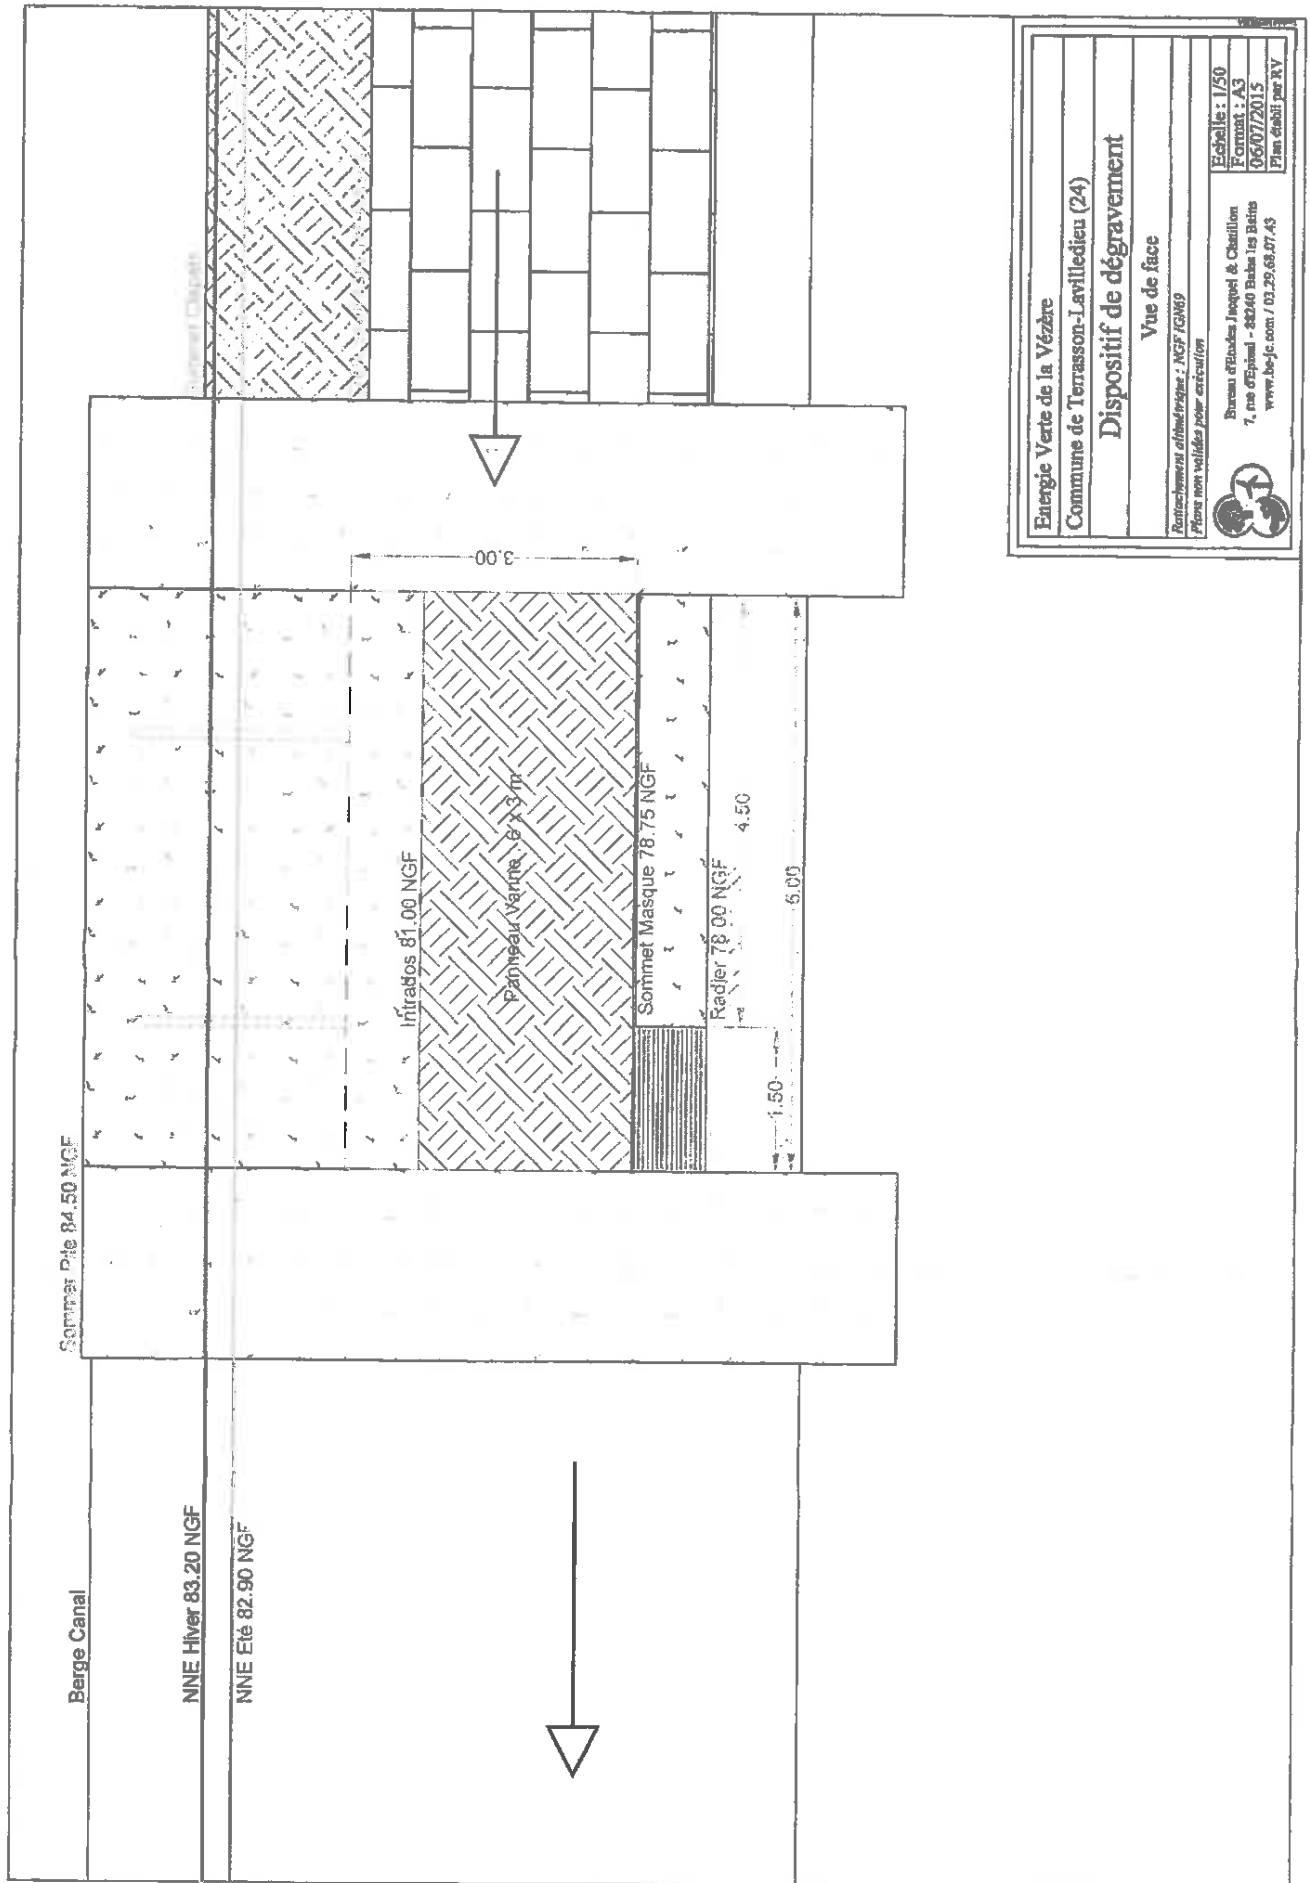 Berge Canal
Sommet Pile 84.50 NGF
NNE Hiver 83.20 NGF
NNE Eté 82.90 NGF
Intrados 81.00 NGF
3.00
Panneau Vanne 6 x 3 m
Sommet Masque 78.75 NGF
Radier 78.00 NGF
4.50
1.50
6.00
Energie Verte de la Vézère
Commune de Terrasson-Lavilledieu (24)
Dispositif de dégravement
Vue de face
Rattachement altimétrique : NGF IGN69
Plans non valides pour exécution
Bureau d'Etudes Jacquel & Chatillon
7, rue d'Epinal - 88240 Bains les Bains
www.be-jc.com / 03.29.68.07.43
Echelle : 1/50
Format : A3
06/07/2015
Plan établi par RV